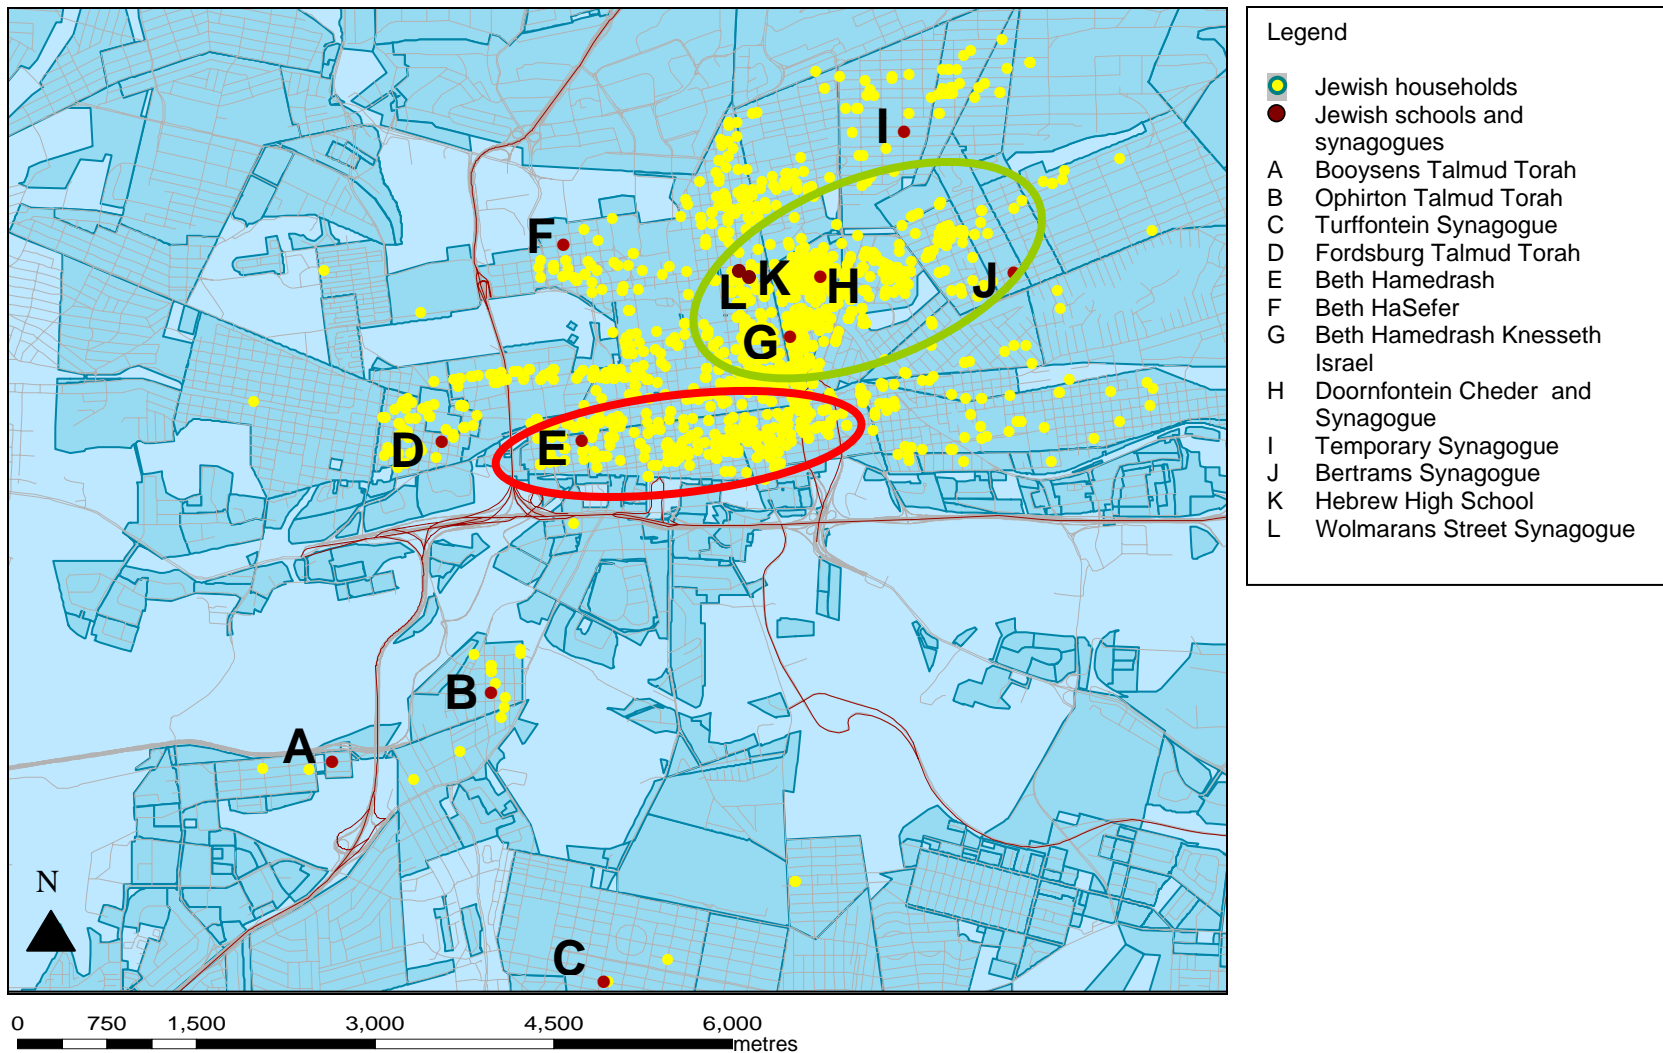 I
F
L
K
H
J
G
D
E
B
A
N
C
0 750 1,500 3,000 4,500 6,000
metres
Legend
Jewish households
Jewish schools and
synagogues
A Booysens Talmud Torah
B Ophirton Talmud Torah
C Turffontein Synagogue
D Fordsburg Talmud Torah
E Beth Hamedrash
F Beth HaSefer
G Beth Hamedrash Knesseth
Israel
H Doornfontein Cheder and
Synagogue
I Temporary Synagogue
J Bertrams Synagogue
K Hebrew High School
L Wolmarans Street Synagogue